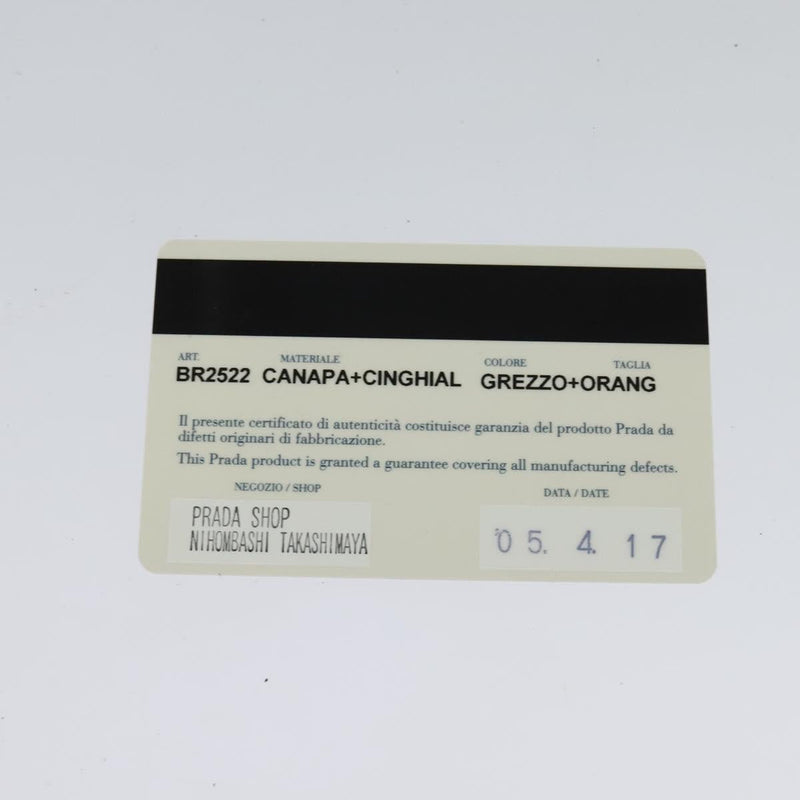 ART. MATERIALE COLORE TAGLIA
BR2522 CANAPA+CINGHIAL GREZZO+ORANG
Il presente certificato di autenticità costituisce garanzia del prodotto Prada da
difetti originari di fabbricazione.
This Prada product is granted a guarantee covering all manufacturing defects.
NEGOZIO / SHOP DATA / DATE
PRADA SHOP
NIHOMBASHI TAKASHIMAYA
'05. 4. 17